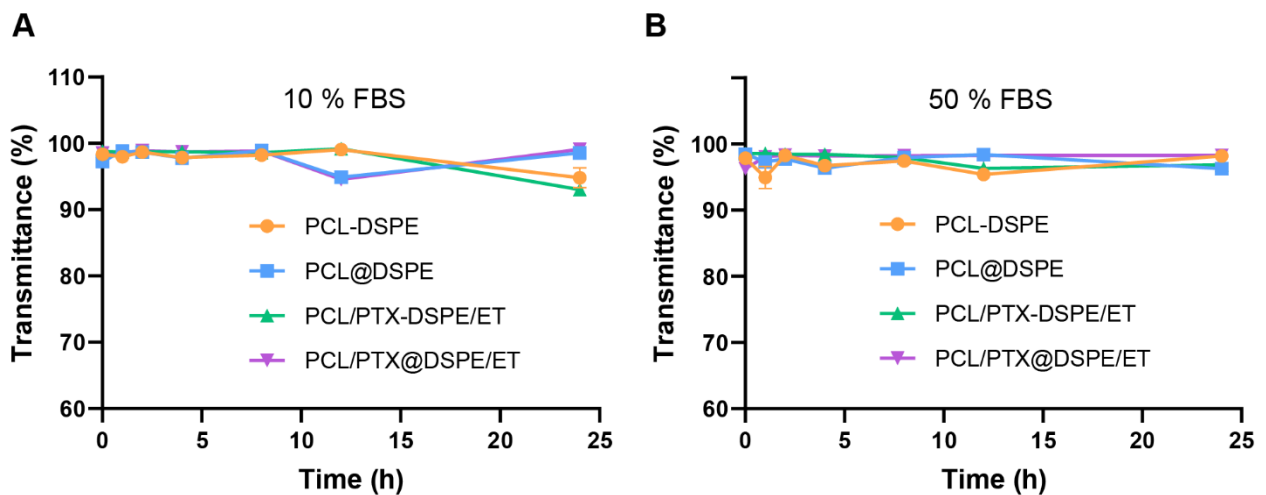 A
10 % FBS
Transmittance (%)
110
100
90
80
70
60
PCL-DSPE
PCL@DSPE
PCL/PTX-DSPE/ET
PCL/PTX@DSPE/ET
0 5 10 15 20 25
Time (h)
B
50 % FBS
Transmittance (%)
100
90
80
70
60
PCL-DSPE
PCL@DSPE
PCL/PTX-DSPE/ET
PCL/PTX@DSPE/ET
0 5 10 15 20 25
Time (h)